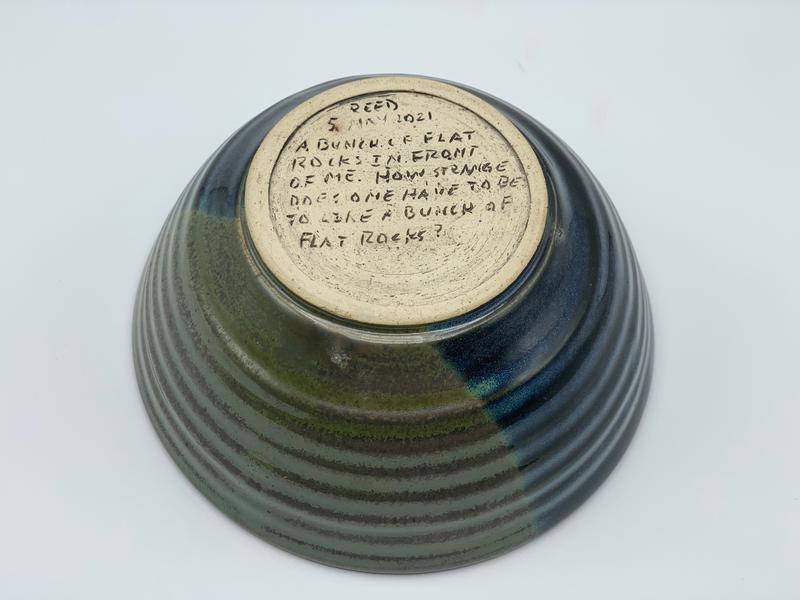 REED
5 MAY 2021
A BUNCH OF FLAT
ROCKS IN FRONT
OF ME. HOW STRANGE
DOES ONE HAVE TO BE
TO LIKE A BUNCH OF
FLAT ROCKS?